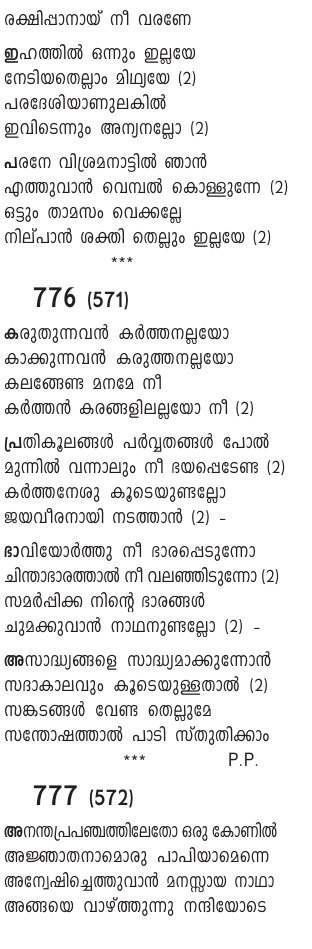 രക്ഷിപ്പാനായ് നീ വരണേ
ഇഹത്തിൽ ഒന്നും ഇല്ലയേ
നേടിയതെല്ലാം മിഥ്യയേ (2)
പരദേശിയാണുലകിൽ
ഇവിടെന്നും അന്യനല്ലോ (2)
പരനേ വിശ്രമനാട്ടിൽ ഞാൻ
എത്തുവാൻ വെമ്പൽ കൊള്ളുന്നേ (2)
ഒട്ടും താമസം വെക്കല്ലേ
നില്പാൻ ശക്തി തെല്ലും ഇല്ലയേ (2)
***
776 (571)
കരുതുന്നവൻ കർത്തനല്ലയോ
കാക്കുന്നവൻ കരുത്തനല്ലയോ
കലങ്ങേണ്ട മനമേ നീ
കർത്തൻ കരങ്ങളിലല്ലയോ നീ (2)
പ്രതികൂലങ്ങൾ പർവ്വതങ്ങൾ പോൽ
മുന്നിൽ വന്നാലും നീ ഭയപ്പെടേണ്ട (2)
കർത്തനേശു കൂടെയുണ്ടല്ലോ
ജയവീരനായി നടത്താൻ (2) –
ഭാവിയോർത്തു നീ ഭാരപ്പെടുന്നോ
ചിന്താഭാരത്താൽ നീ വലഞ്ഞിടുന്നോ (2)
സമർപ്പിക്ക നിന്റെ ഭാരങ്ങൾ
ചുമക്കുവാൻ നാഥനുണ്ടല്ലോ (2) –
അസാദ്ധ്യങ്ങളെ സാദ്ധ്യമാക്കുന്നോൻ
സദാകാലവും കൂടെയുള്ളതാൽ (2)
സങ്കടങ്ങൾ വേണ്ട തെല്ലുമേ
സന്തോഷത്താൽ പാടി സ്തുതിക്കാം
*** P.P.
777 (572)
അനന്തപ്രപഞ്ചത്തിലേതോ ഒരു കോണിൽ
അജ്ഞാതനാമൊരു പാപിയാമെന്നെ
അന്വേഷിച്ചെത്തുവാൻ മനസ്സായ നാഥാ
അങ്ങയെ വാഴ്ത്തുന്നു നന്ദിയോടെ